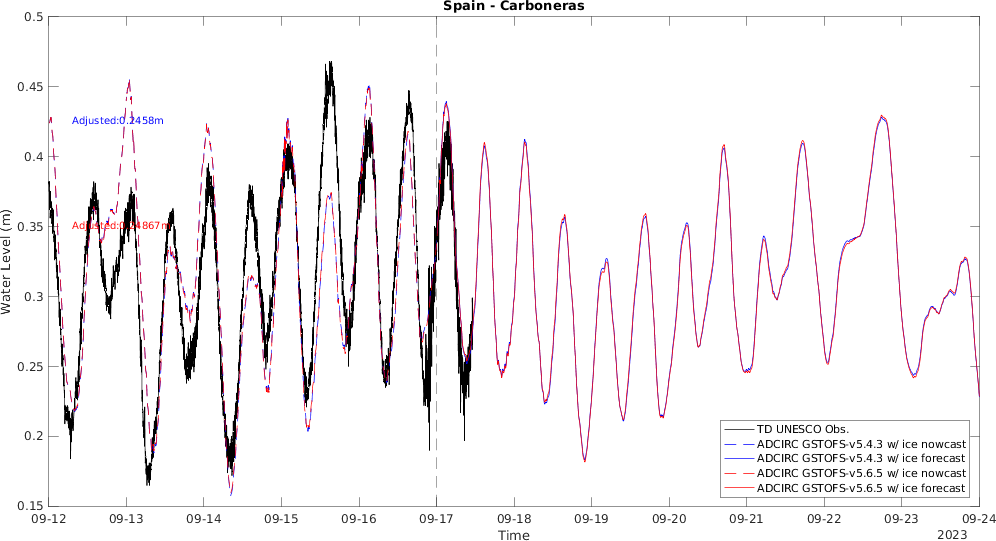 Spain - Carboneras
0.5
0.45
0.4
0.35
0.3
0.25
0.2
0.15
Water Level (m)
Adjusted:0.2458m
Adjusted:0.24867m
TD UNESCO Obs.
ADCIRC GSTOFS-v5.4.3 w/ ice nowcast
ADCIRC GSTOFS-v5.4.3 w/ ice forecast
ADCIRC GSTOFS-v5.6.5 w/ ice nowcast
ADCIRC GSTOFS-v5.6.5 w/ ice forecast
09-12 09-13 09-14 09-15 09-16 09-17 09-18 09-19 09-20 09-21 09-22 09-23 09-24
Time
2023